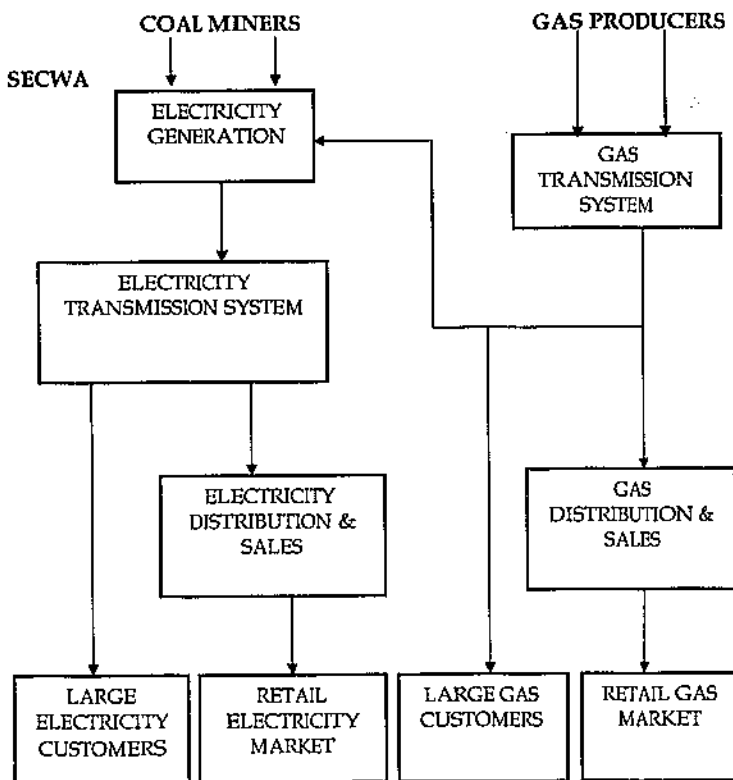 COAL MINERS
GAS PRODUCERS
SECWA
ELECTRICITY
GENERATION
GAS
TRANSMISSION
SYSTEM
ELECTRICITY
TRANSMISSION SYSTEM
ELECTRICITY
DISTRIBUTION &
SALES
GAS
DISTRIBUTION &
SALES
LARGE
ELECTRICITY
CUSTOMERS
RETAIL
ELECTRICITY
MARKET
LARGE GAS
CUSTOMERS
RETAIL GAS
MARKET